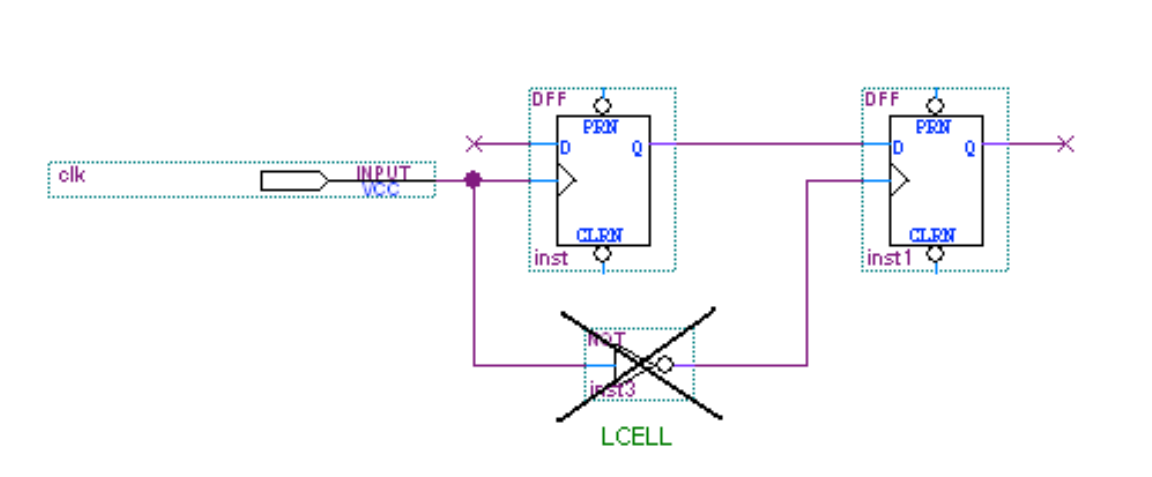 DFF
PRN
D
Q
CLRN
inst
DFF
PRN
D
Q
CLRN
inst1
clk
INPUT
VCC
NOT
inst3
LCELL